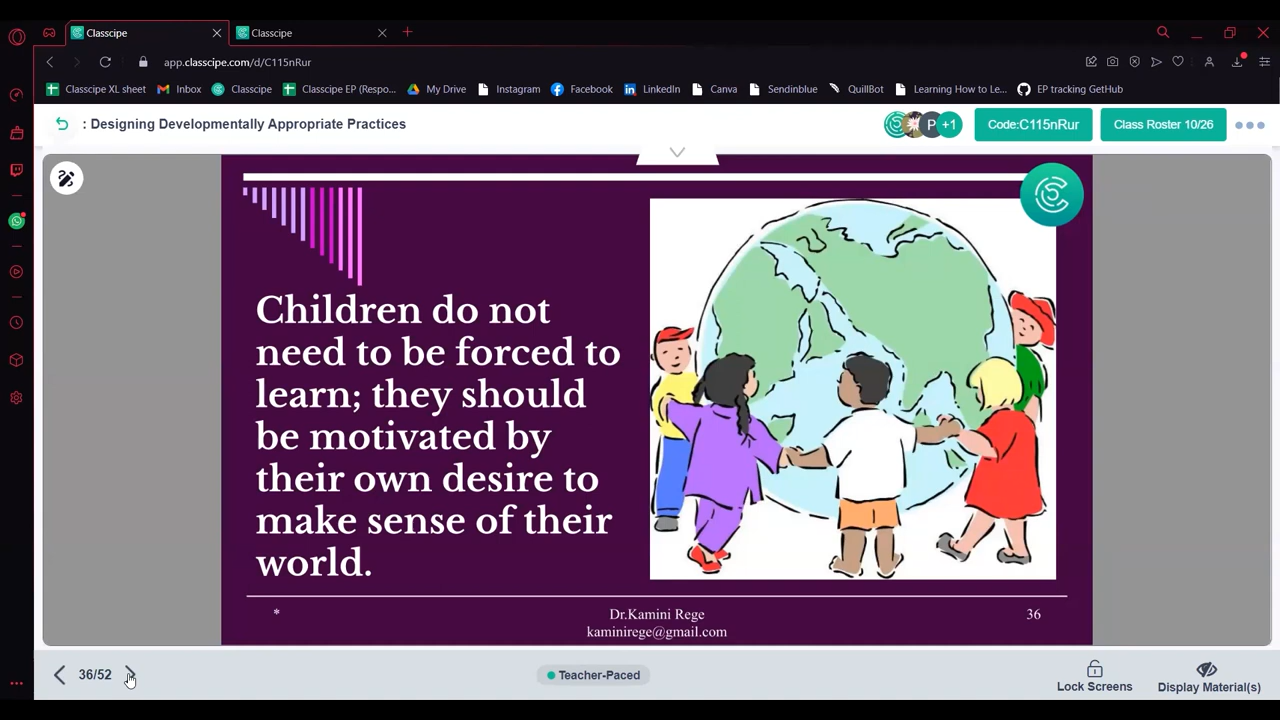 Classcipe
Classcipe
app.classcipe.com/d/C115nRur
Classcipe XL sheet
Inbox
Classcipe
Classcipe EP (Respo...
My Drive
Instagram
Facebook
LinkedIn
Canva
Sendinblue
QuillBot
Learning How to Le...
EP tracking GetHub
: Designing Developmentally Appropriate Practices
P
+1
Code:C115nRur
Class Roster 10/26
Children do not
need to be forced to
learn; they should
be motivated by
their own desire to
make sense of their
world.
*
Dr.Kamini Rege
kaminirege@gmail.com
36
36/52
Teacher-Paced
Lock Screens
Display Material(s)